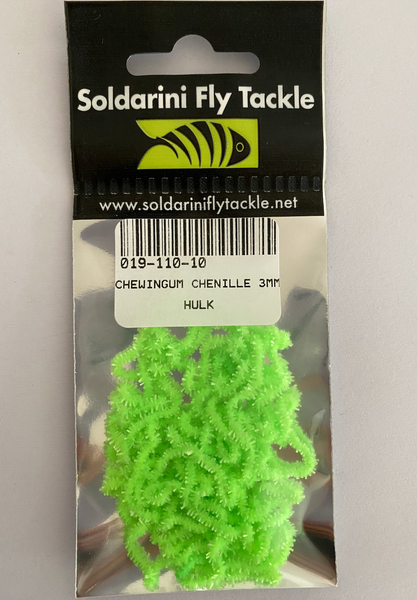 Soldarini Fly Tackle
www.soldariniflytackle.net
019-110-10
CHEWINGUM CHENILLE 3MM
HULK